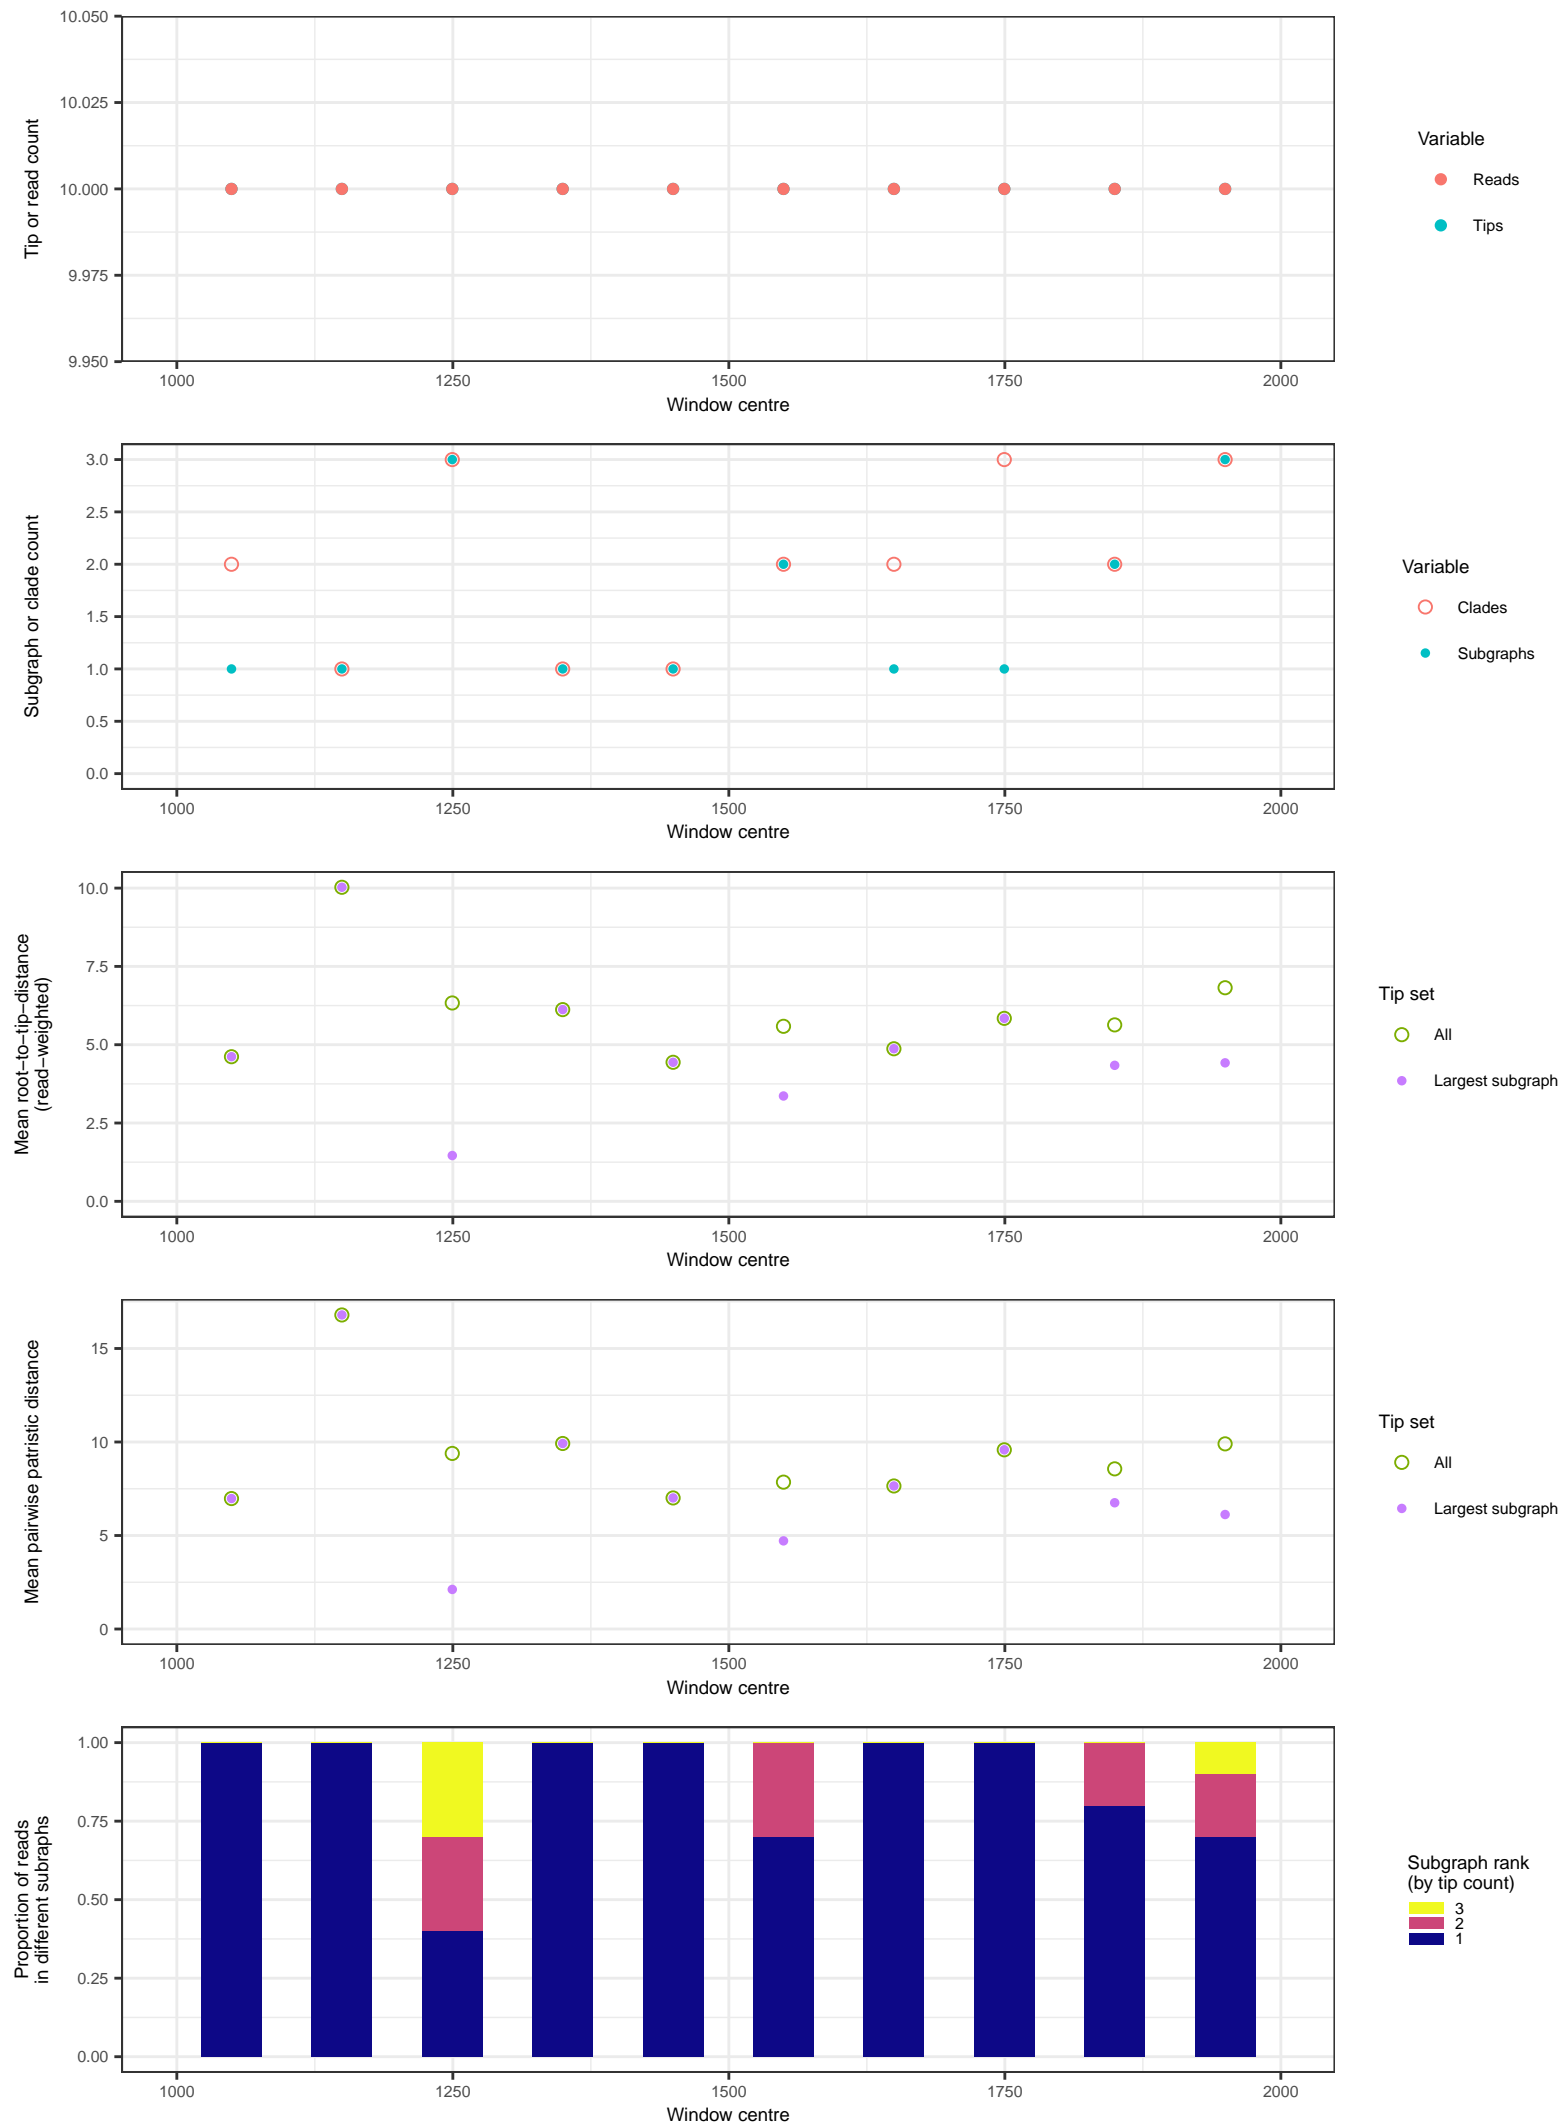 10.050
10.025
10.000
9.975
9.950
Tip or read count
1000 1250 1500 1750 2000
Window centre
Variable
Reads
Tips
3.0
2.5
2.0
1.5
1.0
0.5
0.0
Subgraph or clade count
1000 1250 1500 1750 2000
Window centre
Variable
Clades
Subgraphs
10.0
7.5
5.0
2.5
0.0
Mean root−to−tip−distance
(read−weighted)
1000 1250 1500 1750 2000
Window centre
Tip set
All
Largest subgraph
15
10
5
0
Mean pairwise patristic distance
1000 1250 1500 1750 2000
Window centre
Tip set
All
Largest subgraph
1.00
0.75
0.50
0.25
0.00
Proportion of reads
in different subraphs
1000 1250 1500 1750 2000
Window centre
Subgraph rank
(by tip count)
3
2
1